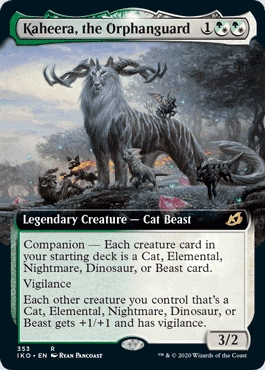 Kaheera, the Orphanguard 1
Legendary Creature — Cat Beast
Companion — Each creature card in
your starting deck is a Cat, Elemental,
Nightmare, Dinosaur, or Beast card.
Vigilance
Each other creature you control that's a
Cat, Elemental, Nightmare, Dinosaur, or
Beast gets +1/+1 and has vigilance.
3/2
353 R
IKO • EN Ryan Pancoast
™ & © 2020 Wizards of the Coast